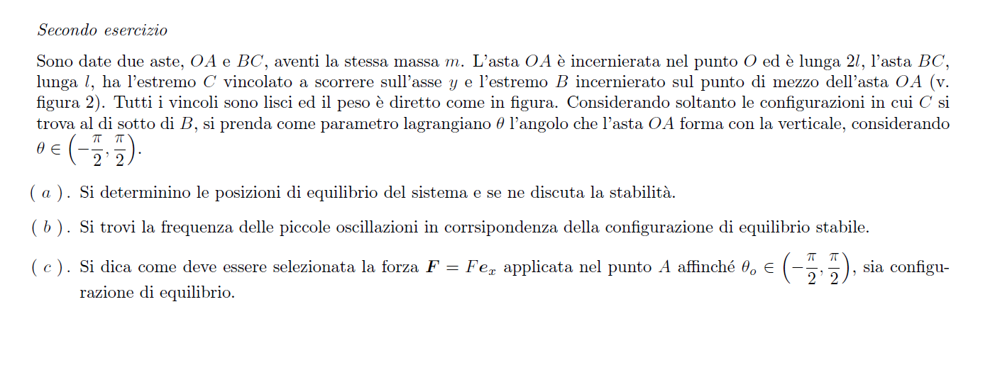 Secondo esercizio
Sono date due aste, OA e BC, aventi la stessa massa m. L'asta OA è incernierata nel punto O ed è lunga 2l, l'asta BC,
lunga l, ha l'estremo C vincolato a scorrere sull'asse y e l'estremo B incernierato sul punto di mezzo dell'asta OA (v.
figura 2). Tutti i vincoli sono lisci ed il peso è diretto come in figura. Considerando soltanto le configurazioni in cui C si
trova al di sotto di B, si prenda come parametro lagrangiano θ l'angolo che l'asta OA forma con la verticale, considerando
θ ∈ (−π/2, π/2).
( a ). Si determinino le posizioni di equilibrio del sistema e se ne discuta la stabilità.
( b ). Si trovi la frequenza delle piccole oscillazioni in corrsipondenza della configurazione di equilibrio stabile.
( c ). Si dica come deve essere selezionata la forza F = Feₓ applicata nel punto A affinché θₒ ∈ (−π/2, π/2), sia configu-
razione di equilibrio.